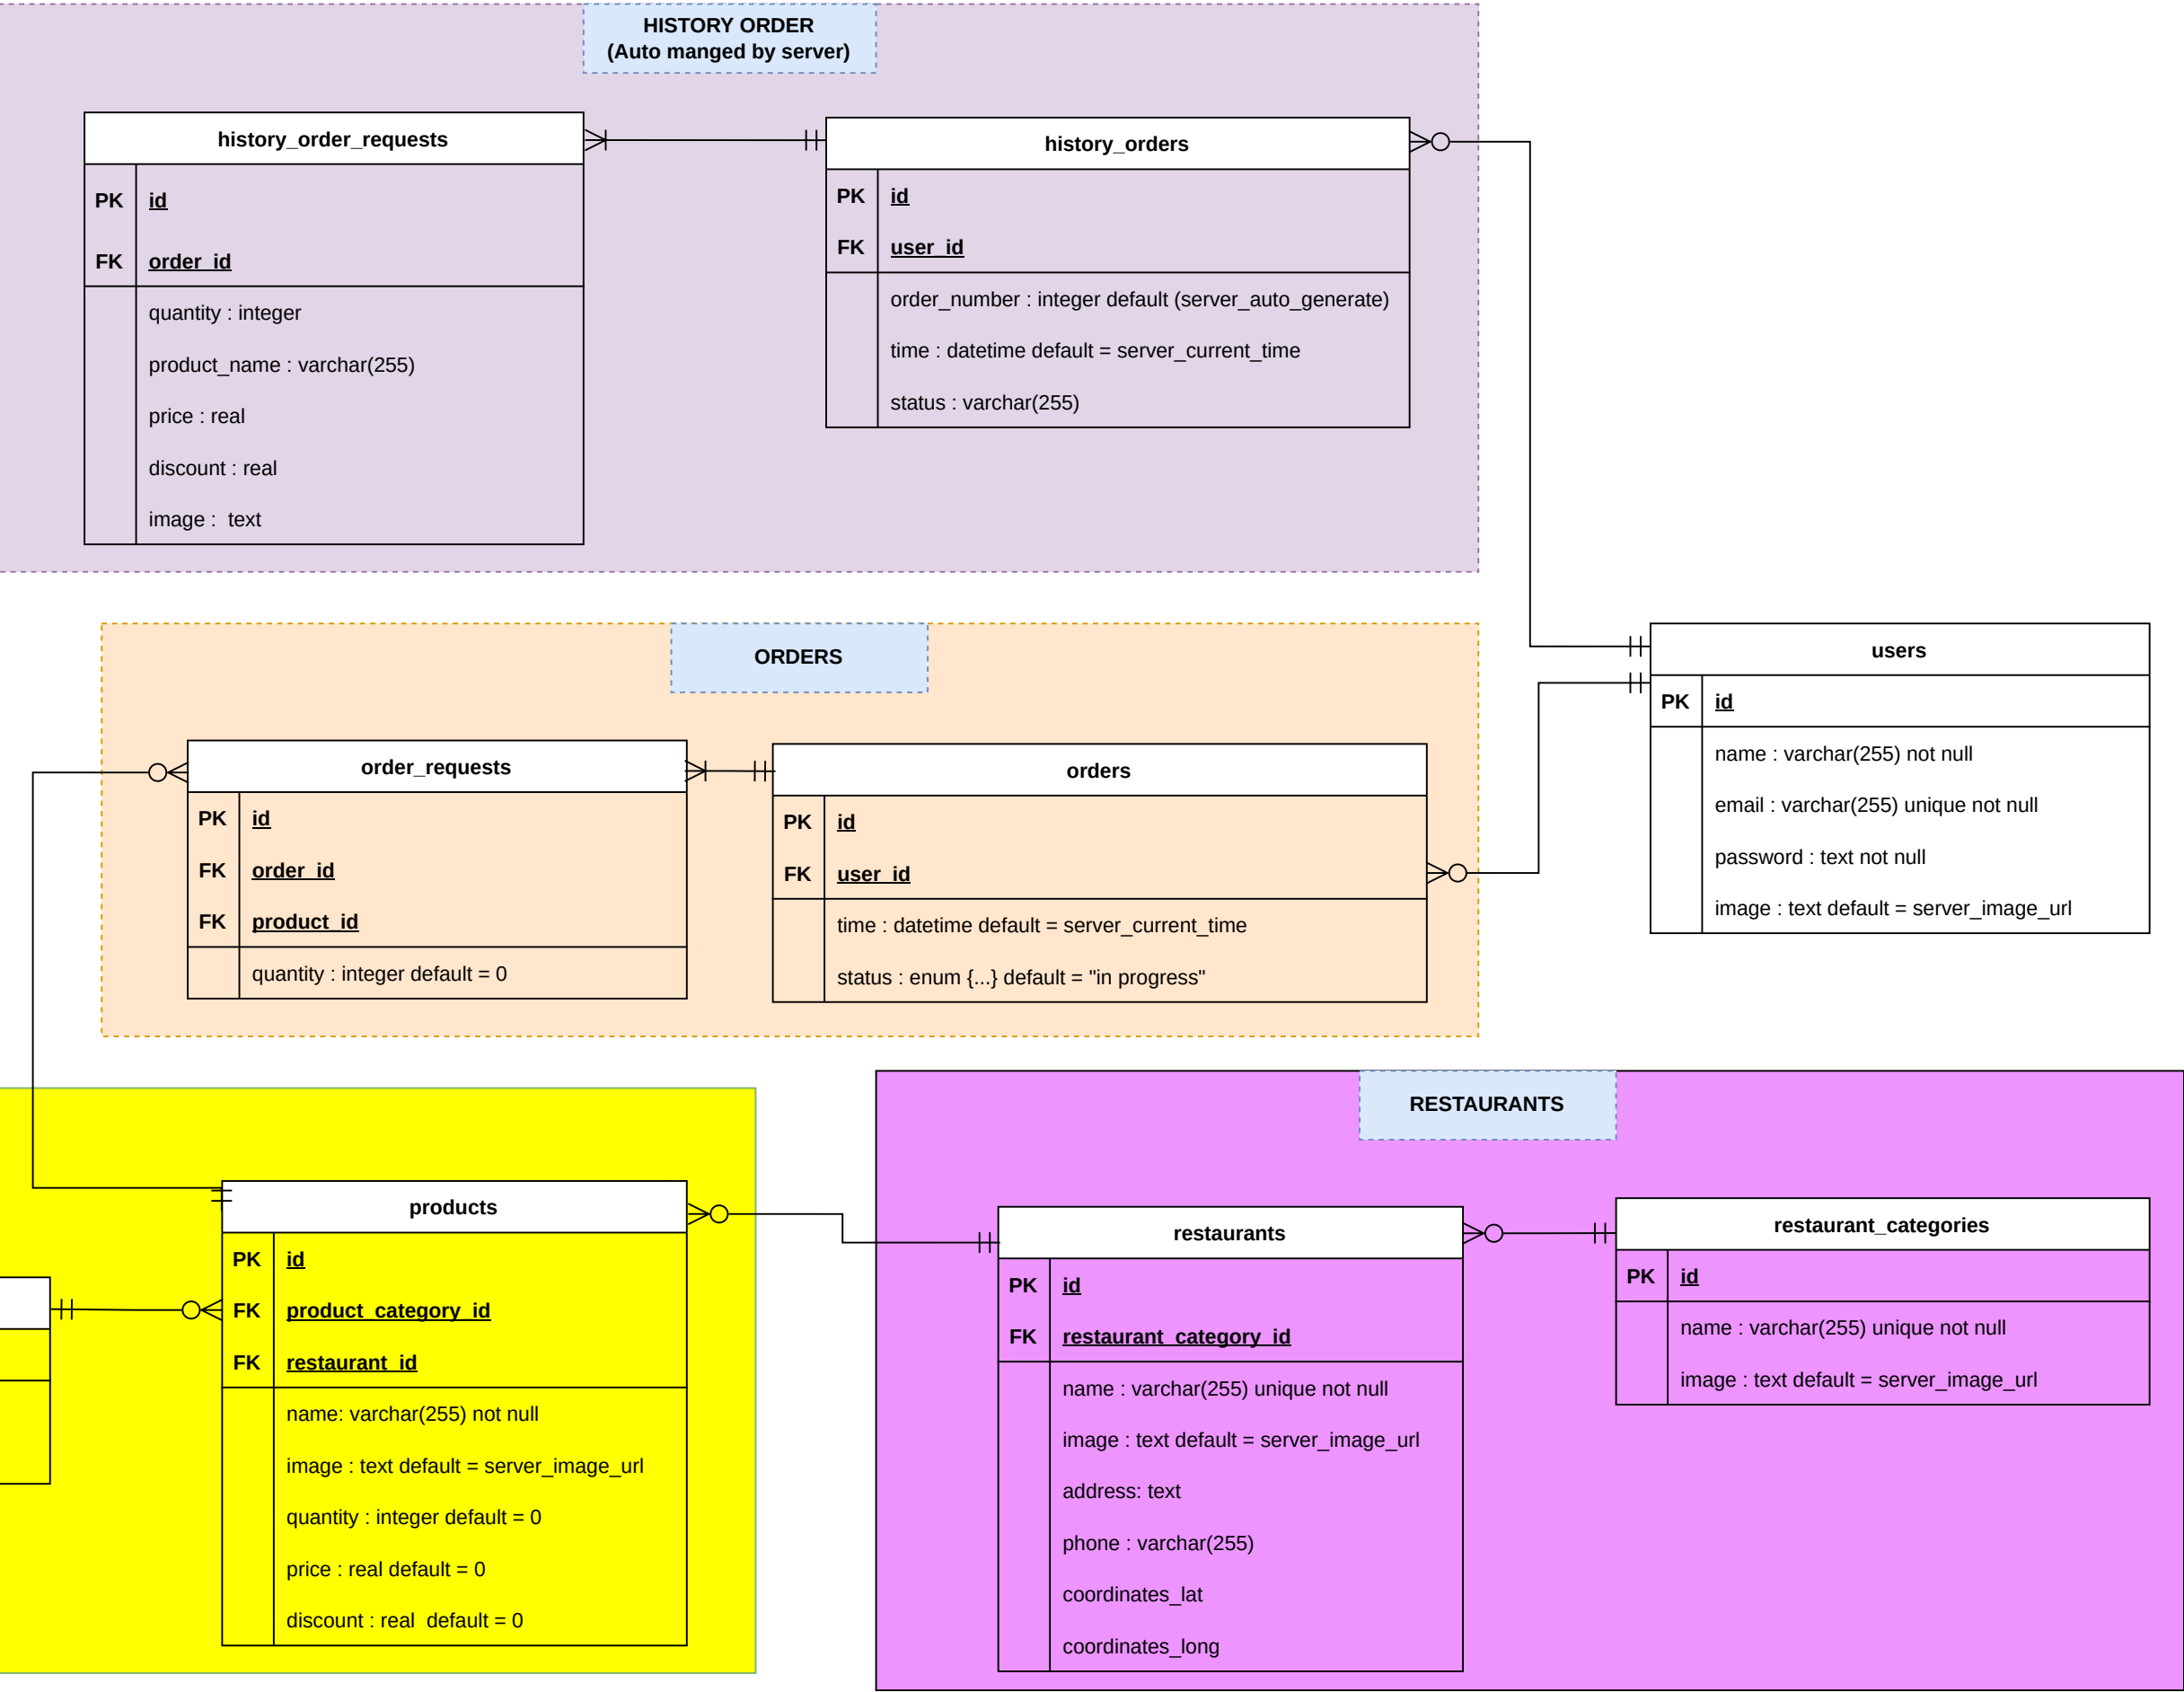 HISTORY ORDER
(Auto manged by server)
history_order_requests
PK id
FK order_id
quantity : integer
product_name : varchar(255)
price : real
discount : real
image :  text
history_orders
PK id
FK user_id
order_number : integer default (server_auto_generate)
time : datetime default = server_current_time
status : varchar(255)
ORDERS
order_requests
PK id
FK order_id
FK product_id
quantity : integer default = 0
orders
PK id
FK user_id
time : datetime default = server_current_time
status : enum {...} default = "in progress"
users
PK id
name : varchar(255) not null
email : varchar(255) unique not null
password : text not null
image : text default = server_image_url
products
PK id
FK product_category_id
FK restaurant_id
name: varchar(255) not null
image : text default = server_image_url
quantity : integer default = 0
price : real default = 0
discount : real  default = 0
RESTAURANTS
restaurants
PK id
FK restaurant_category_id
name : varchar(255) unique not null
image : text default = server_image_url
address: text
phone : varchar(255)
coordinates_lat
coordinates_long
restaurant_categories
PK id
name : varchar(255) unique not null
image : text default = server_image_url